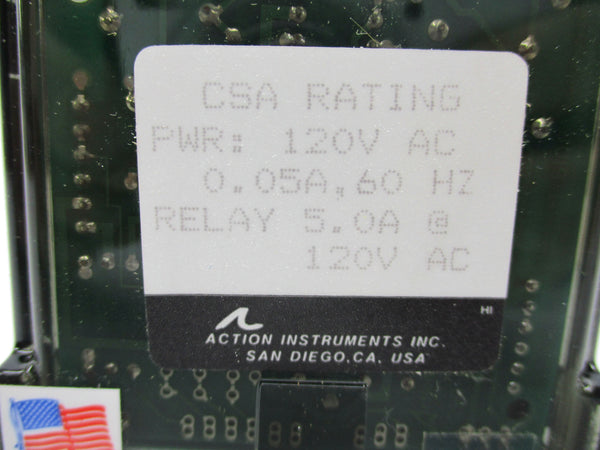 CSA RATING
PWR: 120V AC
0.05A,60 HZ
RELAY 5.0A @
120V AC
HI
ACTION INSTRUMENTS INC.
SAN DIEGO,CA. USA